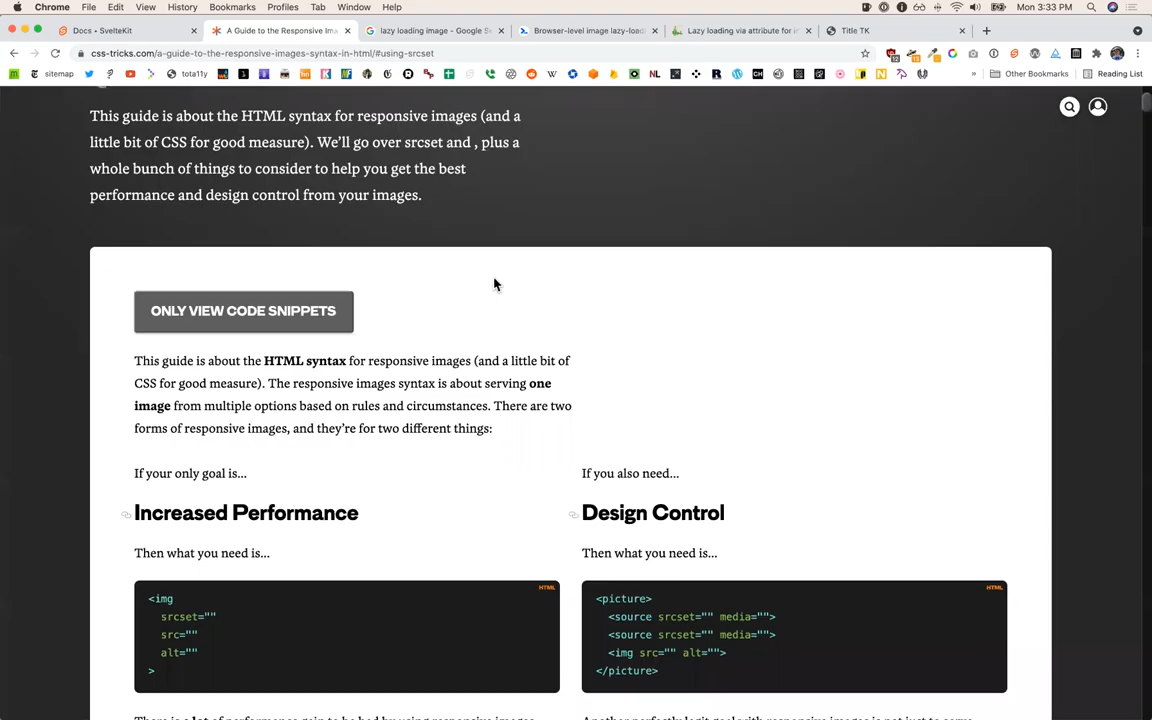 Chrome File Edit View History Bookmarks Profiles Tab Window Help Mon 3:33 PM
Docs • SvelteKit
A Guide to the Responsive Ima
lazy loading image - Google S
Browser-level image lazy-load
Lazy loading via attribute for i
Title TK
css-tricks.com/a-guide-to-the-responsive-images-syntax-in-html/#using-srcset
sitemap
tota11y
» Other Bookmarks
Reading List
This guide is about the HTML syntax for responsive images (and a
little bit of CSS for good measure). We'll go over srcset and , plus a
whole bunch of things to consider to help you get the best
performance and design control from your images.
ONLY VIEW CODE SNIPPETS
This guide is about the HTML syntax for responsive images (and a little bit of
CSS for good measure). The responsive images syntax is about serving one
image from multiple options based on rules and circumstances. There are two
forms of responsive images, and they're for two different things:
If your only goal is...
Increased Performance
Then what you need is...
HTML
<img
srcset=""
src=""
alt=""
>
If you also need...
Design Control
Then what you need is...
HTML
<picture>
<source srcset="" media="">
<source srcset="" media="">
<img src="" alt="">
</picture>